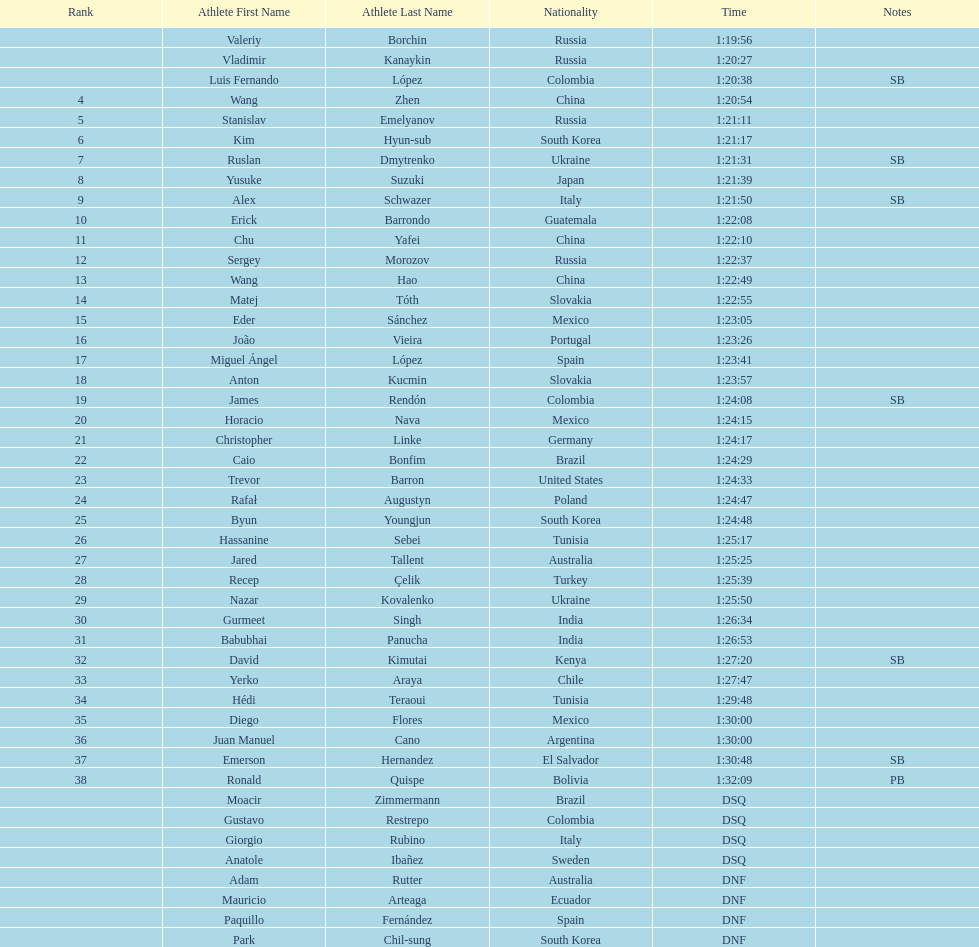 Rank Athlete First Name Athlete Last Name Nationality Time Notes
Valeriy Borchin Russia 1:19:56
Vladimir Kanaykin Russia 1:20:27
Luis Fernando López Colombia 1:20:38 SB
4 Wang Zhen China 1:20:54
5 Stanislav Emelyanov Russia 1:21:11
6 Kim Hyun-sub South Korea 1:21:17
7 Ruslan Dmytrenko Ukraine 1:21:31 SB
8 Yusuke Suzuki Japan 1:21:39
9 Alex Schwazer Italy 1:21:50 SB
10 Erick Barrondo Guatemala 1:22:08
11 Chu Yafei China 1:22:10
12 Sergey Morozov Russia 1:22:37
13 Wang Hao China 1:22:49
14 Matej Tóth Slovakia 1:22:55
15 Eder Sánchez Mexico 1:23:05
16 João Vieira Portugal 1:23:26
17 Miguel Ángel López Spain 1:23:41
18 Anton Kucmin Slovakia 1:23:57
19 James Rendón Colombia 1:24:08 SB
20 Horacio Nava Mexico 1:24:15
21 Christopher Linke Germany 1:24:17
22 Caio Bonfim Brazil 1:24:29
23 Trevor Barron United States 1:24:33
24 Rafał Augustyn Poland 1:24:47
25 Byun Youngjun South Korea 1:24:48
26 Hassanine Sebei Tunisia 1:25:17
27 Jared Tallent Australia 1:25:25
28 Recep Çelik Turkey 1:25:39
29 Nazar Kovalenko Ukraine 1:25:50
30 Gurmeet Singh India 1:26:34
31 Babubhai Panucha India 1:26:53
32 David Kimutai Kenya 1:27:20 SB
33 Yerko Araya Chile 1:27:47
34 Hédi Teraoui Tunisia 1:29:48
35 Diego Flores Mexico 1:30:00
36 Juan Manuel Cano Argentina 1:30:00
37 Emerson Hernandez El Salvador 1:30:48 SB
38 Ronald Quispe Bolivia 1:32:09 PB
Moacir Zimmermann Brazil DSQ
Gustavo Restrepo Colombia DSQ
Giorgio Rubino Italy DSQ
Anatole Ibañez Sweden DSQ
Adam Rutter Australia DNF
Mauricio Arteaga Ecuador DNF
Paquillo Fernández Spain DNF
Park Chil-sung South Korea DNF